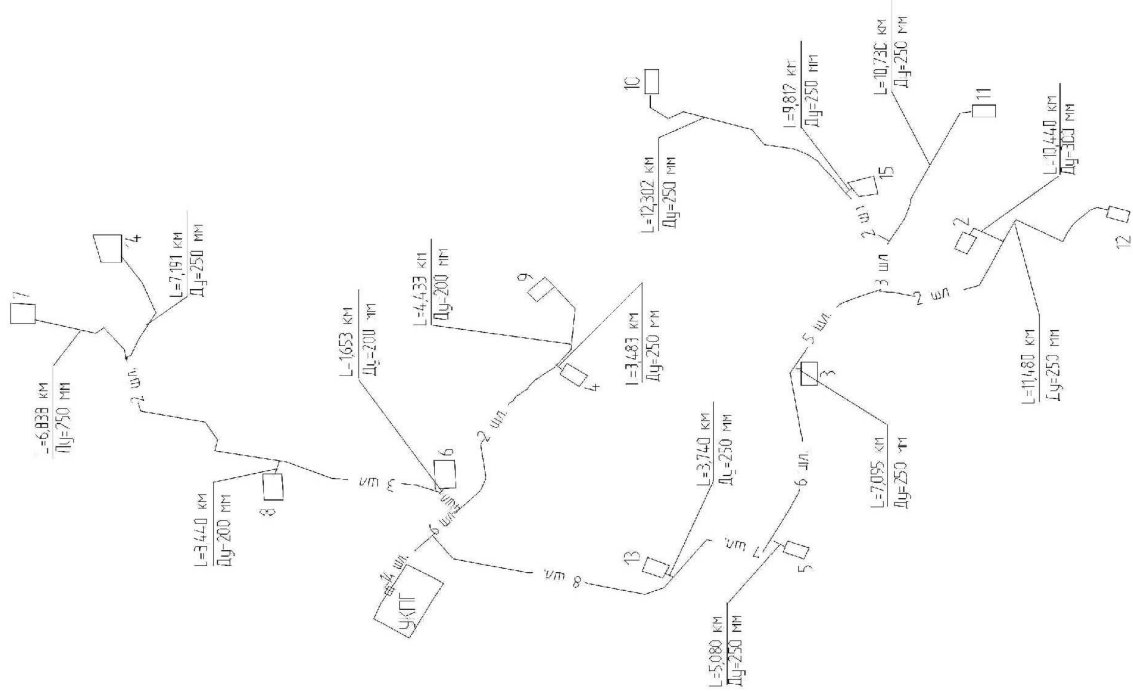 7
14
L=6,838 км
Ду=250 мм
L=7,191 км
Ду=250 мм
2 шл.
L=3,440 км
Ду=200 мм
8
3 шл
L=1,653 км
Ду=200 мм
6
6 шл
14 шл.
УКПГ
L=4,433 км
Ду=200 мм
9
4
L=3,483 км
Ду=250 мм
2 шл.
8 шл.
13
L=3,740 км
Ду=250 мм
7 шл.
5
L=5,080 км
Ду=250 мм
6 шл.
3
L=7,095 км
Ду=250 мм
5 шл.
3 шл
2 шл
10
L=12,302 км
Ду=250 мм
L=9,812 км
Ду=250 мм
15
L=10,730 км
Ду=250 мм
11
2 шл
2
L=10,440 км
Ду=300 мм
L=11,480 км
Ду=250 мм
12